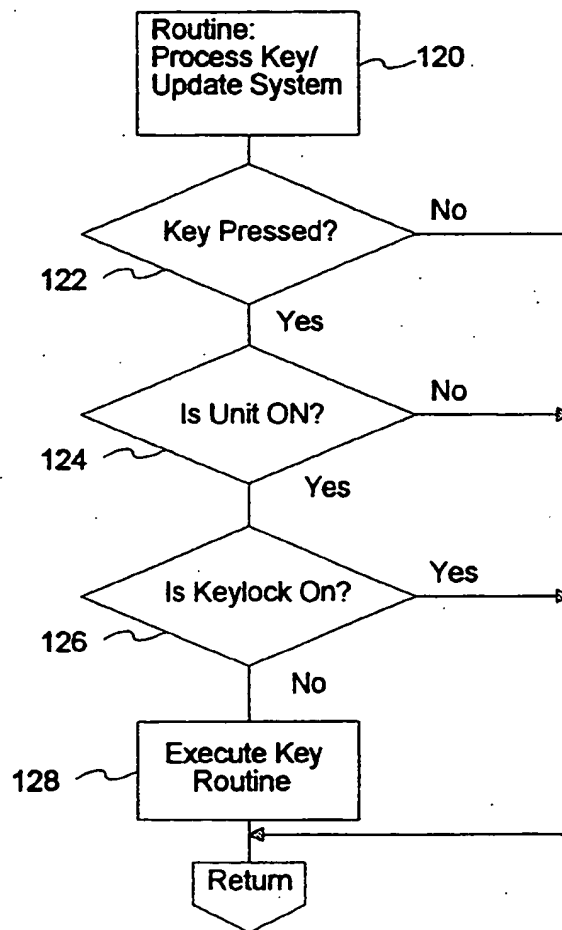 Routine:
Process Key/
Update System
120
Key Pressed?
No
122
Yes
Is Unit ON?
No
124
Yes
Is Keylock On?
Yes
126
No
Execute Key
Routine
128
Return